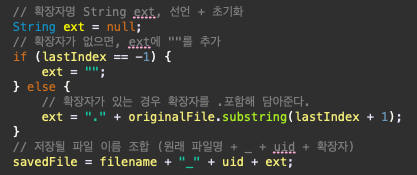 // 확장자명 String ext, 선언 + 초기화
String ext = null;
// 확장자가 없으면, ext에 ""를 추가
if (lastIndex == -1) {
    ext = "";
} else {
    // 확장자가 있는 경우 확장자를 .포함해 담아준다.
    ext = "." + originalFile.substring(lastIndex + 1);
}
// 저장될 파일 이름 조합 (원래 파일명 + _ + uid + 확장자)
savedFile = filename + "_" + uid + ext;